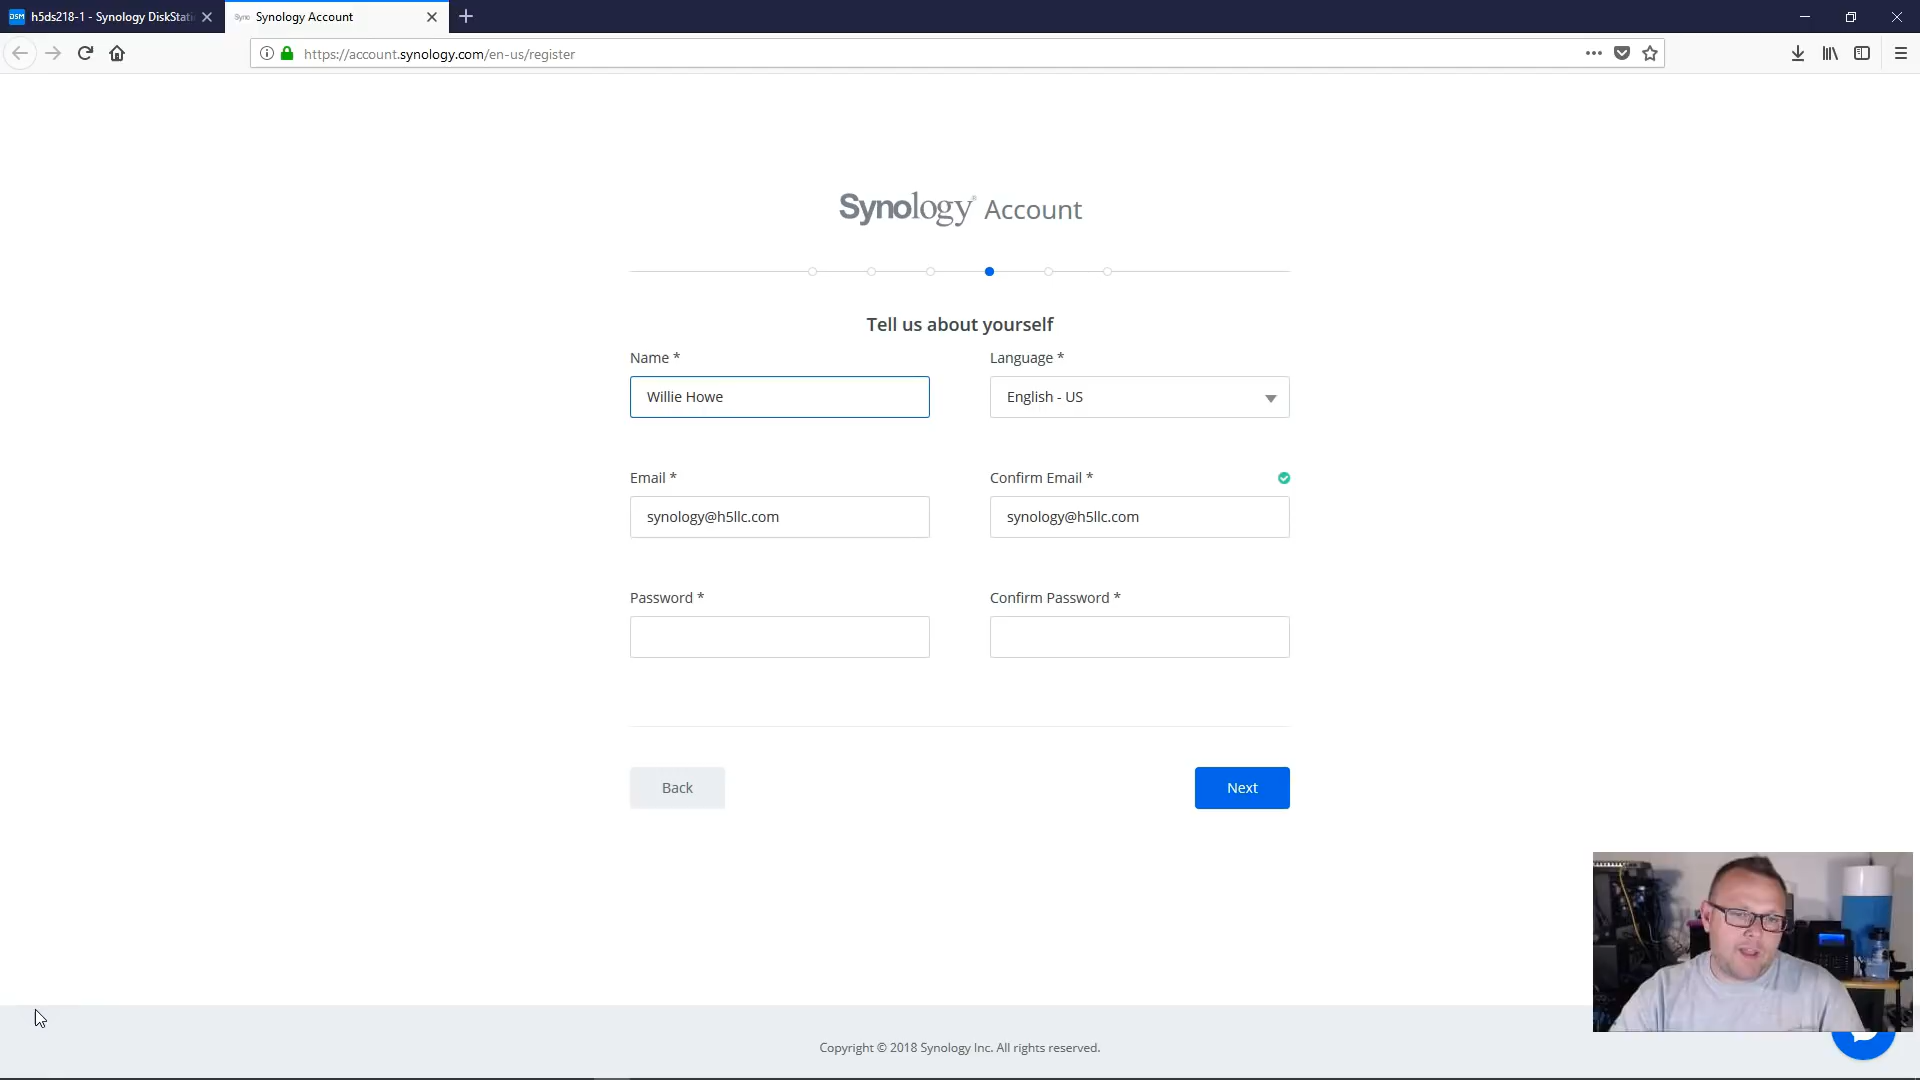 DSM h5ds218-1 - Synology DiskStati
Syno Synology Account
https://account.synology.com/en-us/register
Synology® Account
Tell us about yourself
Name *
Language *
Willie Howe
English - US
Email *
Confirm Email *
synology@h5llc.com
synology@h5llc.com
Password *
Confirm Password *
Back
Next
Copyright © 2018 Synology Inc. All rights reserved.